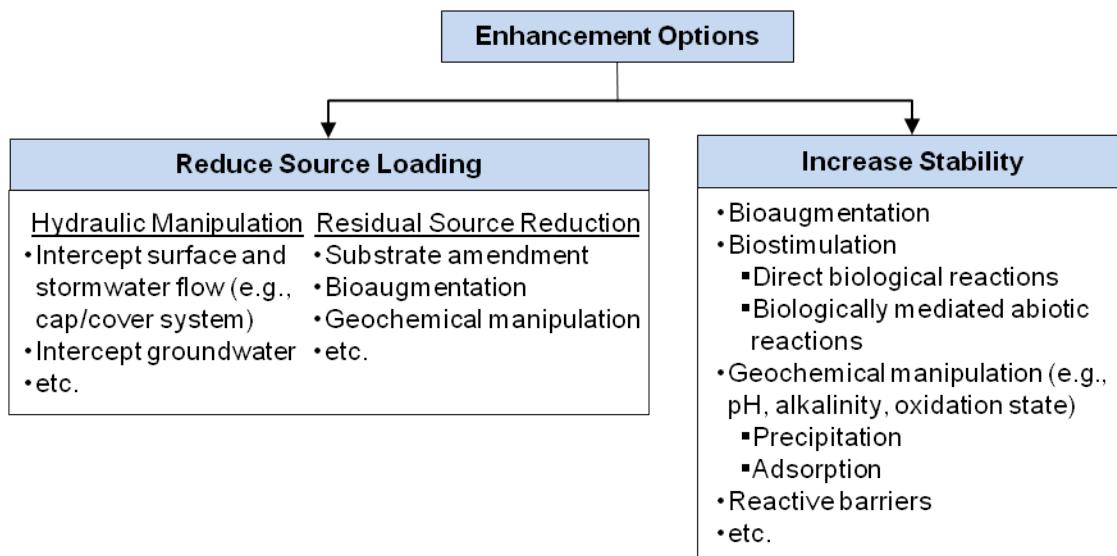 Enhancement Options
Reduce Source Loading
Hydraulic Manipulation
•Intercept surface and
stormwater flow (e.g.,
cap/cover system)
•Intercept groundwater
•etc.
Residual Source Reduction
•Substrate amendment
•Bioaugmentation
•Geochemical manipulation
•etc.
Increase Stability
•Bioaugmentation
•Biostimulation
▪Direct biological reactions
▪Biologically mediated abiotic
reactions
•Geochemical manipulation (e.g.,
pH, alkalinity, oxidation state)
▪Precipitation
▪Adsorption
•Reactive barriers
•etc.